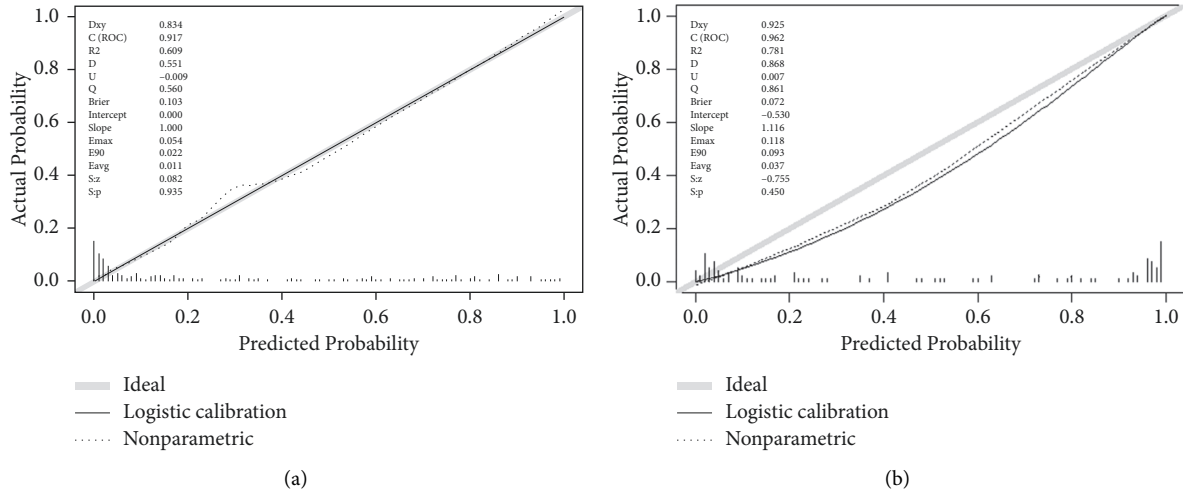 Actual Probability
1.0
0.8
0.6
0.4
0.2
0.0
Dxy 0.834
C (ROC) 0.917
R2 0.609
D 0.551
U −0.009
Q 0.560
Brier 0.103
Intercept 0.000
Slope 1.000
Emax 0.054
E90 0.022
Eavg 0.011
S:z 0.082
S:p 0.935
0.0 0.2 0.4 0.6 0.8 1.0
Predicted Probability
Ideal
Logistic calibration
Nonparametric
(a)
Actual Probability
1.0
0.8
0.6
0.4
0.2
0.0
Dxy 0.925
C (ROC) 0.962
R2 0.781
D 0.868
U 0.007
Q 0.861
Brier 0.072
Intercept −0.530
Slope 1.116
Emax 0.118
E90 0.093
Eavg 0.037
S:z −0.755
S:p 0.450
0.0 0.2 0.4 0.6 0.8 1.0
Predicted Probability
Ideal
Logistic calibration
Nonparametric
(b)